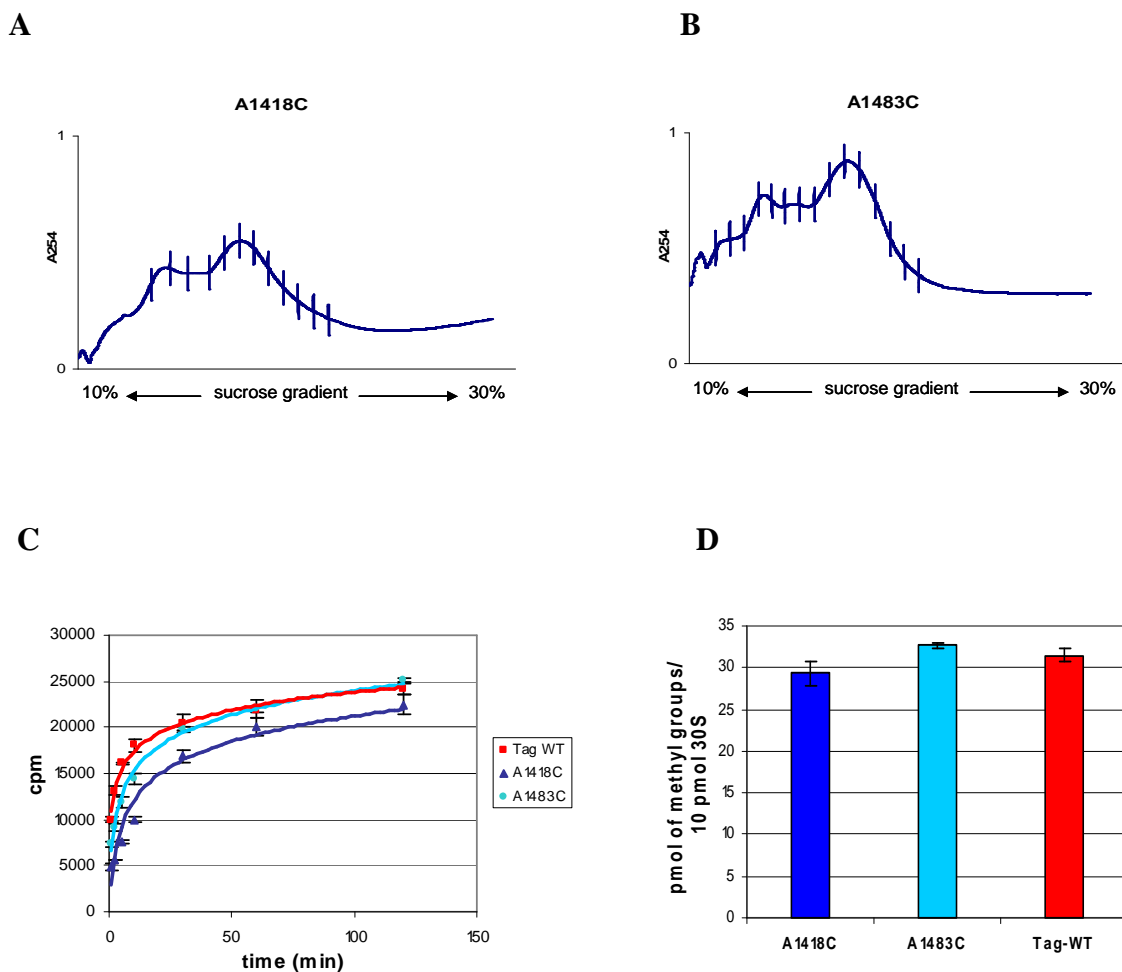 A
B
A1418C
A1483C
1
A254
0
10% sucrose gradient 30%
1
A254
0
10% sucrose gradient 30%
C
D
30000
25000
20000
15000
10000
5000
0
cpm
0 50 100 150
time (min)
Tag WT
A1418C
A1483C
35
30
25
20
15
10
5
0
pmol of methyl groups/
10 pmol 30S
A1418C A1483C Tag-WT